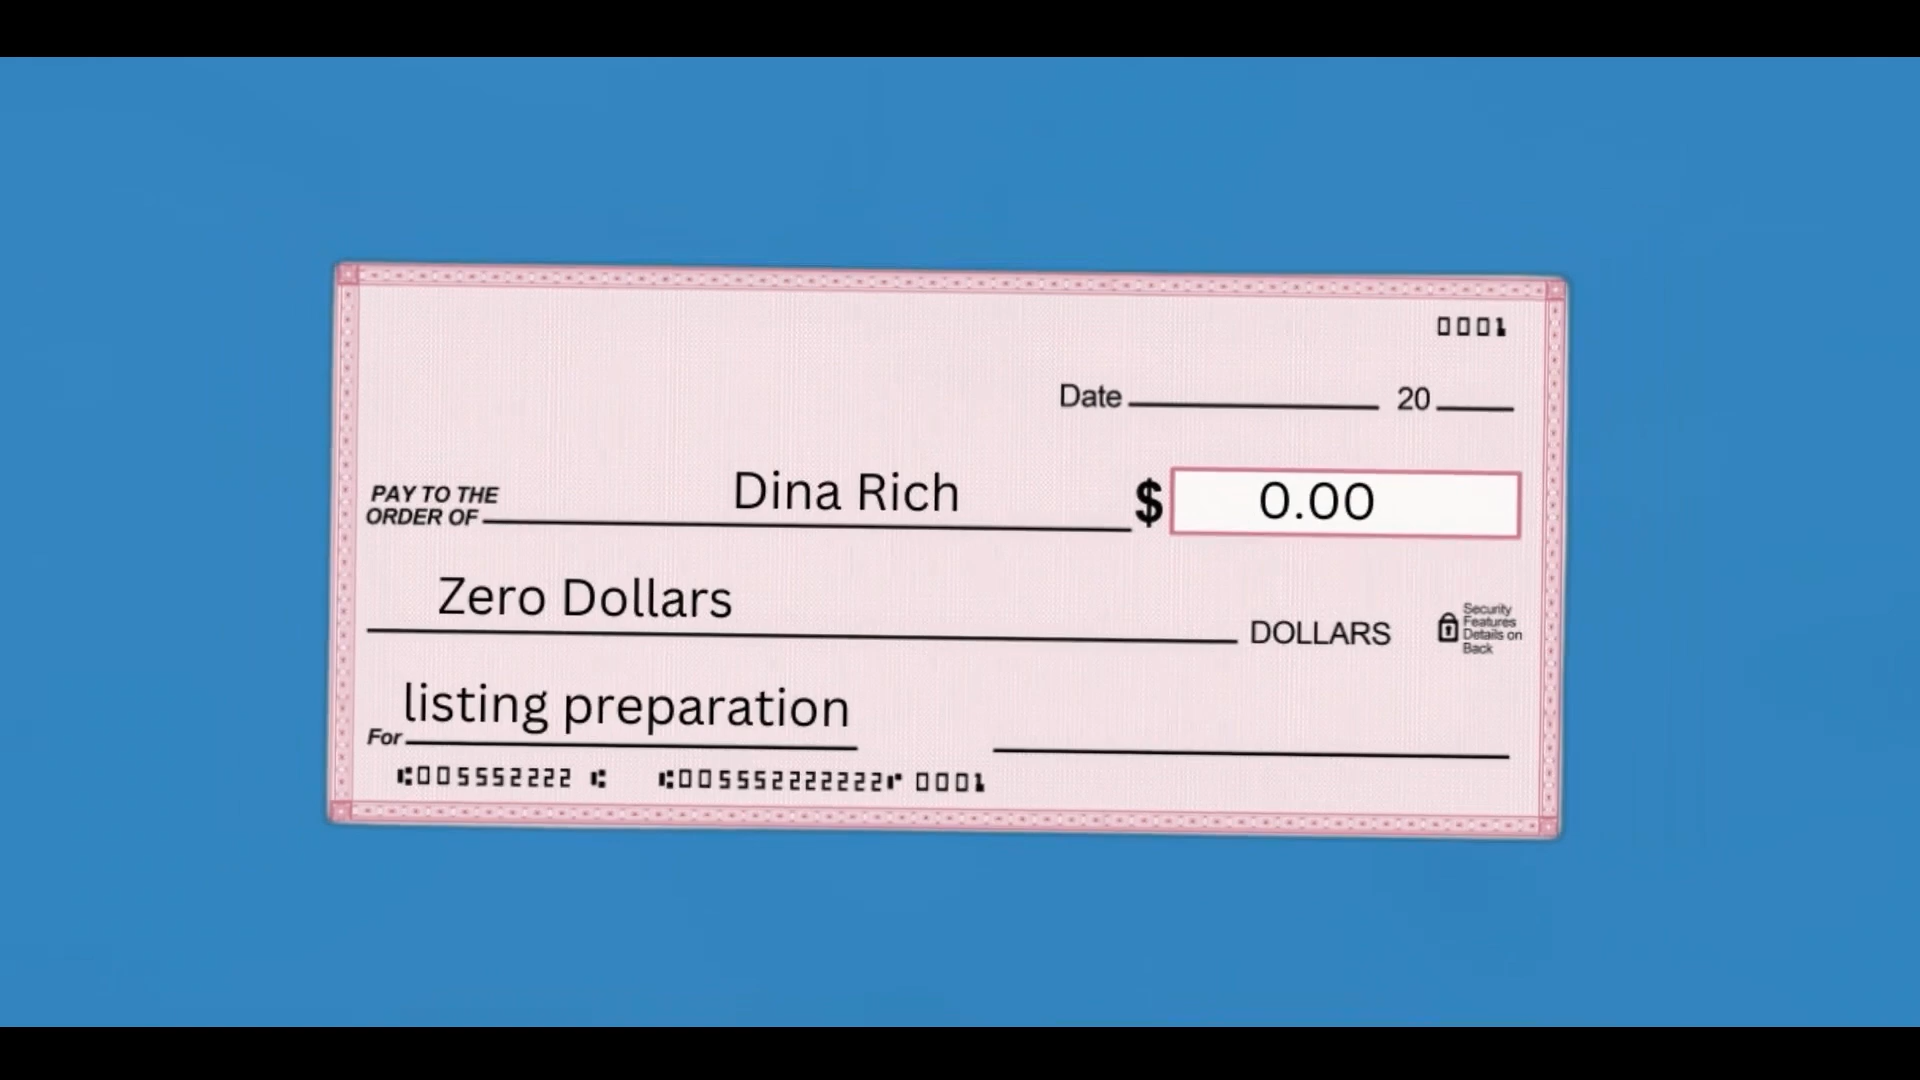 0001
Date 20
Dina Rich
PAY TO THE
ORDER OF
$ 0.00
Zero Dollars
DOLLARS
Security
Features
Details on
Back
listing preparation
For
⑆005552222 ⑆ ⑆005552222222⑈ 0001